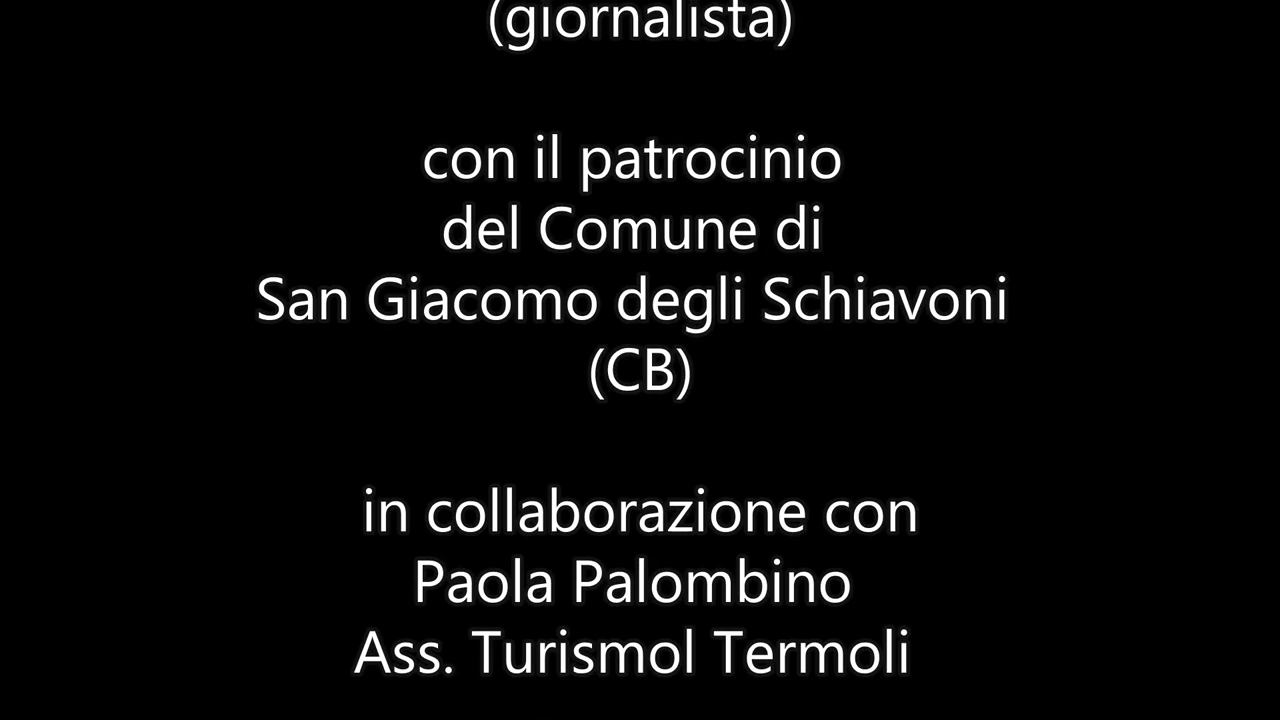 (giornalista)
con il patrocinio
del Comune di
San Giacomo degli Schiavoni
(CB)
in collaborazione con
Paola Palombino
Ass. Turismol Termoli